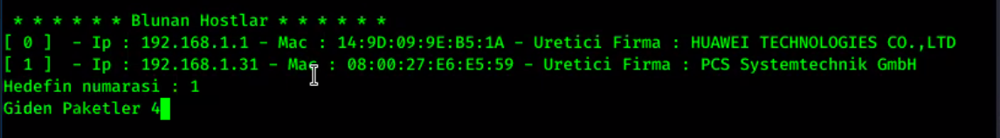 * * * * * * Blunan Hostlar * * * * * *
[ 0 ]  - Ip : 192.168.1.1 - Mac : 14:9D:09:9E:B5:1A - Uretici Firma : HUAWEI TECHNOLOGIES CO.,LTD
[ 1 ]  - Ip : 192.168.1.31 - Mac : 08:00:27:E6:E5:59 - Uretici Firma : PCS Systemtechnik GmbH
Hedefin numarasi : 1
Giden Paketler 4